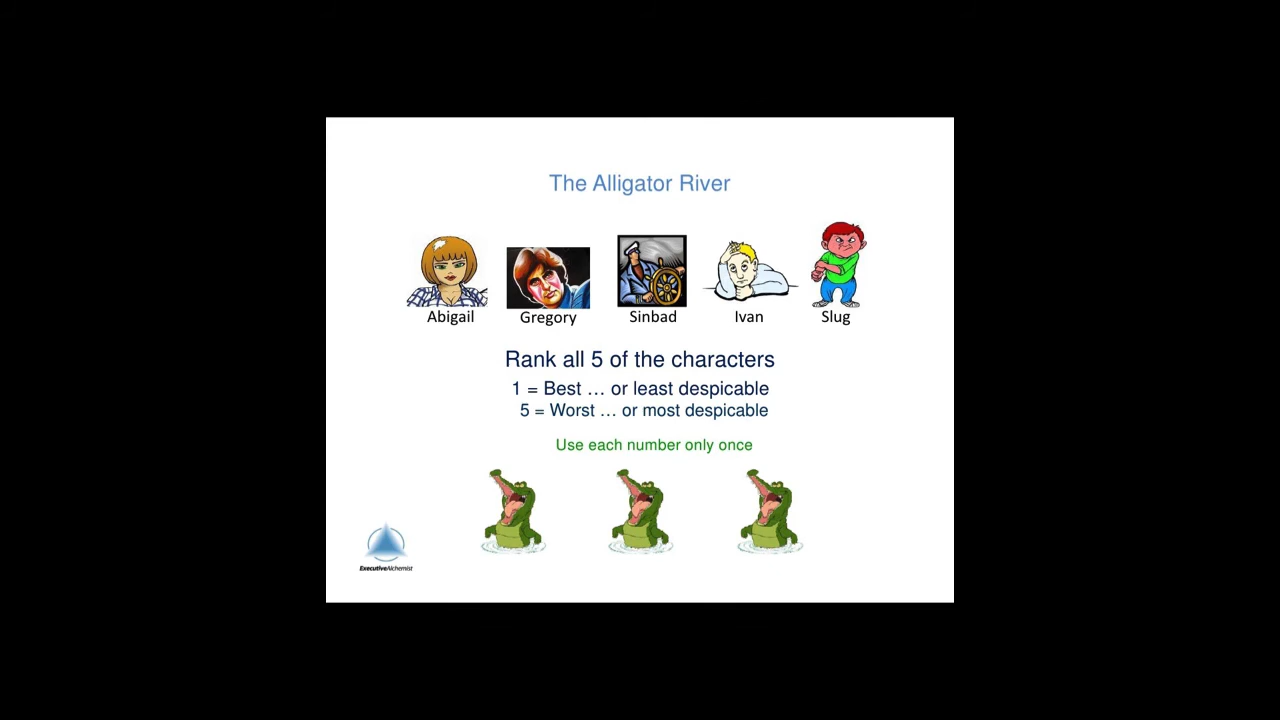 The Alligator River
Abigail
Gregory
Sinbad
Ivan
Slug
Rank all 5 of the characters
1 = Best … or least despicable
5 = Worst … or most despicable
Use each number only once
ExecutiveAlchemist